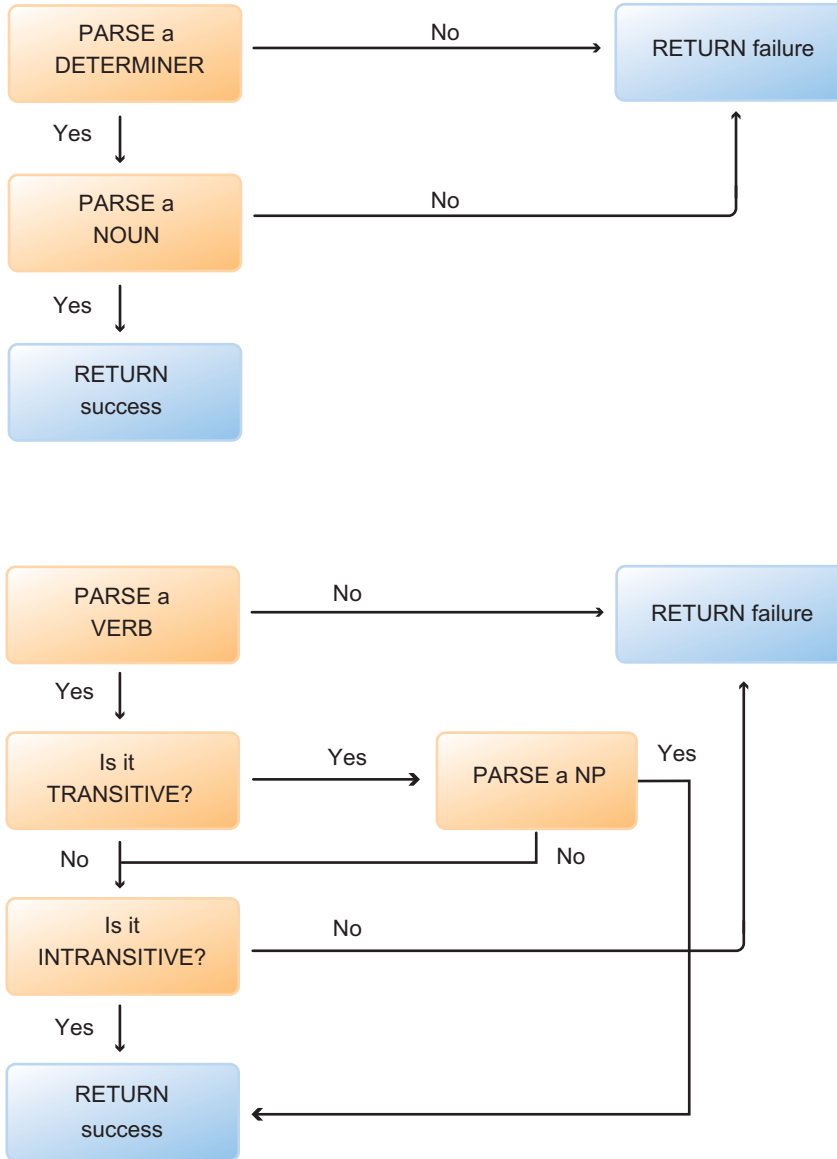 PARSE a
DETERMINER
No
RETURN failure
Yes
PARSE a
NOUN
No
Yes
RETURN
success
PARSE a
VERB
No
RETURN failure
Yes
Is it
TRANSITIVE?
Yes
PARSE a NP
Yes
No
No
Is it
INTRANSITIVE?
No
Yes
RETURN
success